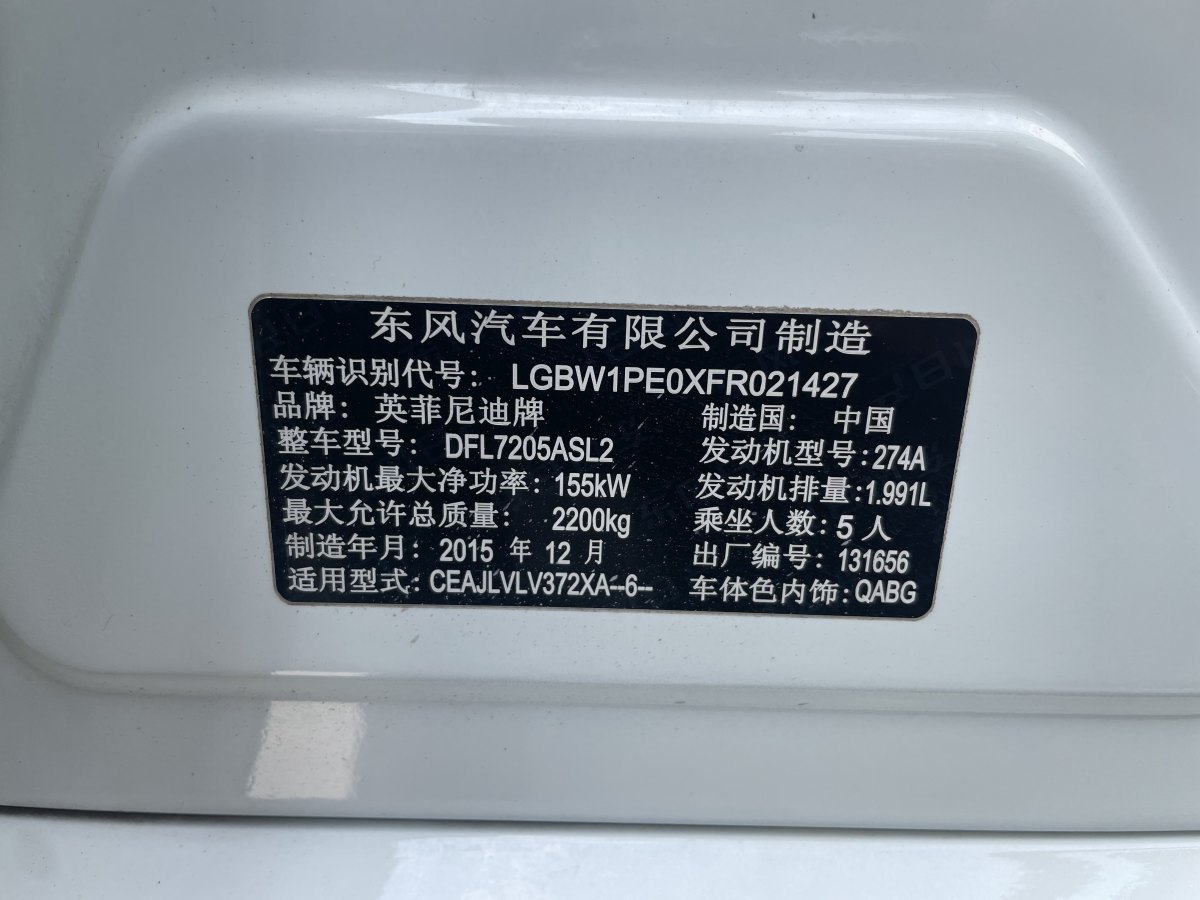 东风汽车有限公司制造
车辆识别代号: LGBW1PE0XFR021427
品牌: 英菲尼迪牌 制造国: 中国
整车型号: DFL7205ASL2 发动机型号:274A
发动机最大净功率: 155kW 发动机排量:1.991L
最大允许总质量: 2200kg 乘坐人数: 5 人
制造年月: 2015 年 12 月 出厂编号: 131656
适用型式: CEAJLVLV372XA--6-- 车体色内饰:QABG